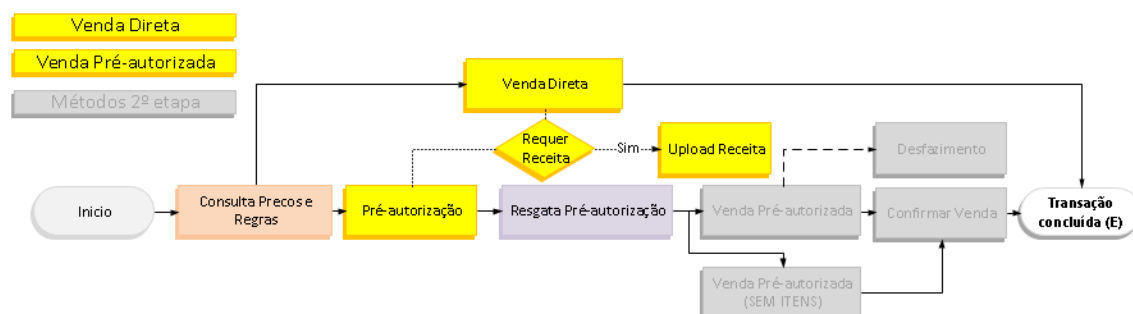 Venda Direta
Venda Pré-autorizada
Métodos 2º etapa
Venda Direta
Requer
Receita
Sim
Upload Receita
Desfazimento
Inicio
Consulta Precos e
Regras
Pré-autorização
Resgata Pré-autorização
Venda Pré-autorizada
Confirmar Venda
Transação
concluída (E)
Venda Pré-autorizada
(SEM ITENS)